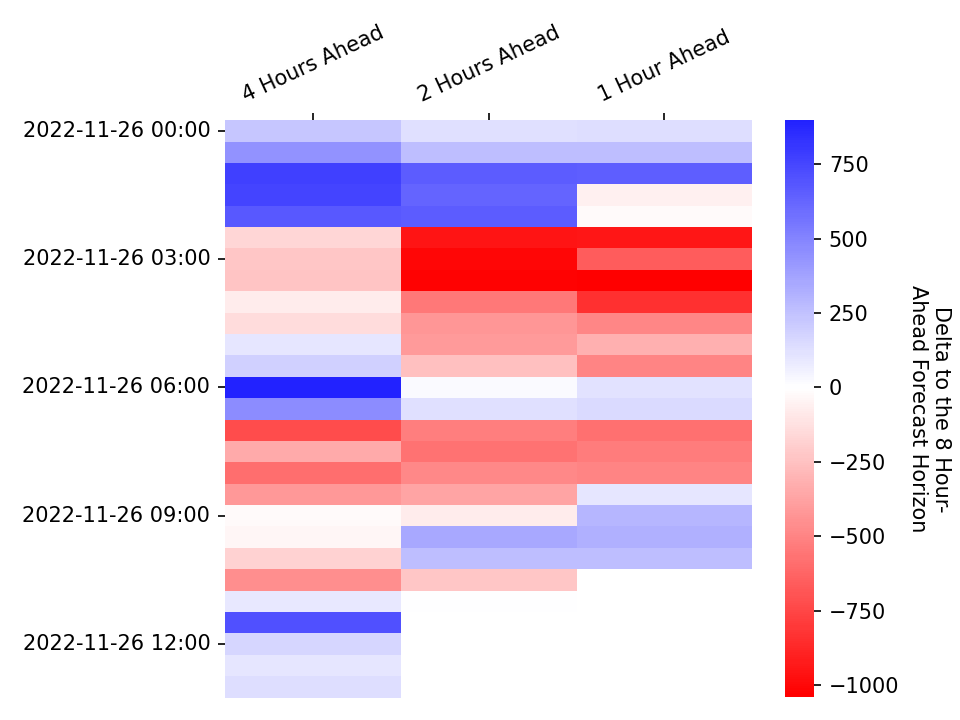 4 Hours Ahead
2 Hours Ahead
1 Hour Ahead
2022-11-26 00:00
2022-11-26 03:00
2022-11-26 06:00
2022-11-26 09:00
2022-11-26 12:00
750
500
250
0
−250
−500
−750
−1000
Delta to the 8 Hour-
Ahead Forecast Horizon